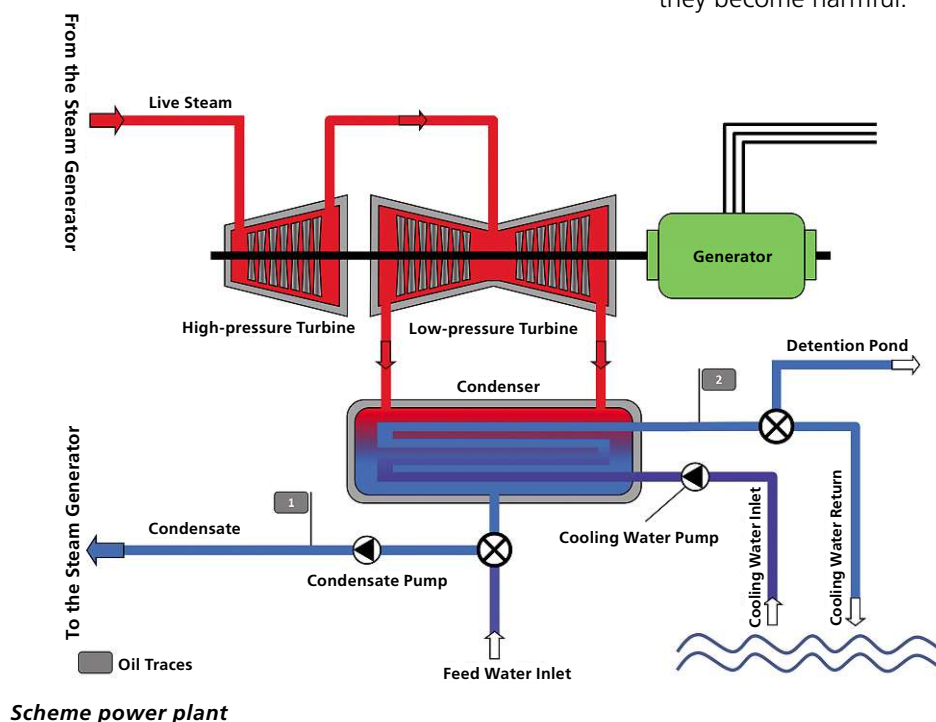 they become harmful.
From the Steam Generator
Live Steam
Generator
High-pressure Turbine
Low-pressure Turbine
Detention Pond
Condenser
2
1
To the Steam Generator
Condensate
Condensate Pump
Cooling Water Pump
Cooling Water Inlet
Cooling Water Return
Oil Traces
Feed Water Inlet
Scheme power plant